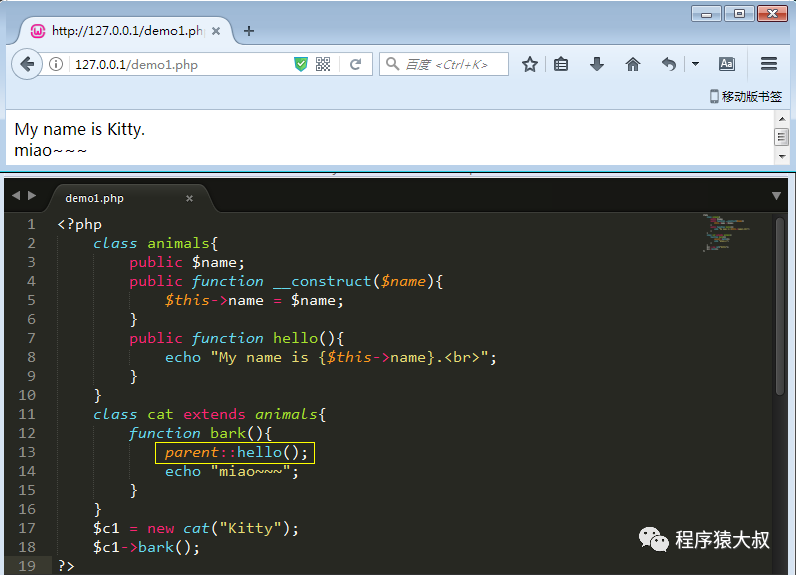 http://127.0.0.1/demo1.php
127.0.0.1/demo1.php
百度 <Ctrl+K>
Aa
移动版书签
My name is Kitty.
miao~~~
demo1.php
1 <?php
2 class animals{
3 public $name;
4 public function __construct($name){
5 $this->name = $name;
6 }
7 public function hello(){
8 echo "My name is {$this->name}.<br>";
9 }
10 }
11 class cat extends animals{
12 function bark(){
13 parent::hello();
14 echo "miao~~~";
15 }
16 }
17 $c1 = new cat("Kitty");
18 $c1->bark();
19 ?>
程序猿大叔